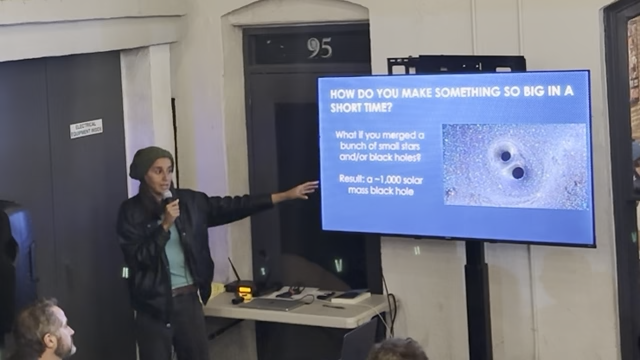 95
ELECTRICAL
EQUIPMENT ROOM
HOW DO YOU MAKE SOMETHING SO BIG IN A
SHORT TIME?
What if you merged a
bunch of small stars
and/or black holes?
Result: a ~1,000 solar
mass black hole